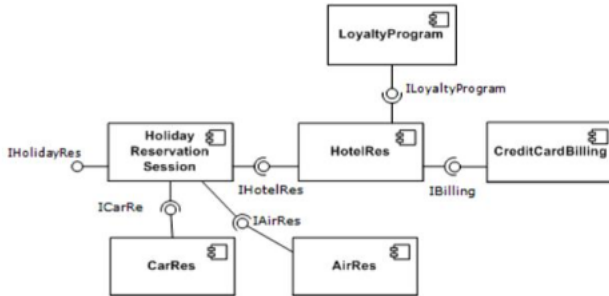 LoyaltyProgram
ILoyaltyProgram
IHolidayRes
Holiday
Reservation
Session
HotelRes
CreditCardBilling
IHotelRes
IBilling
ICarRe
IAirRes
CarRes
AirRes